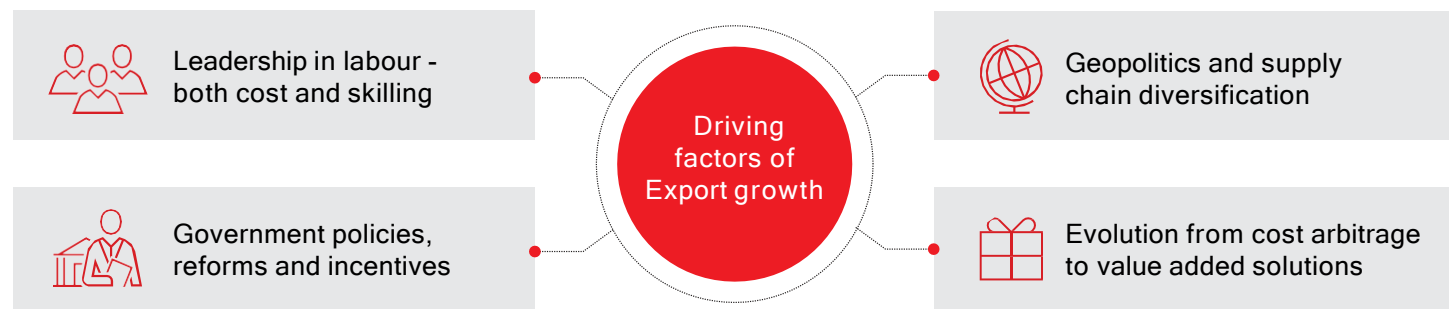 Leadership in labour -
both cost and skilling
Government policies,
reforms and incentives
Driving
factors of
Export growth
Geopolitics and supply
chain diversification
Evolution from cost arbitrage
to value added solutions